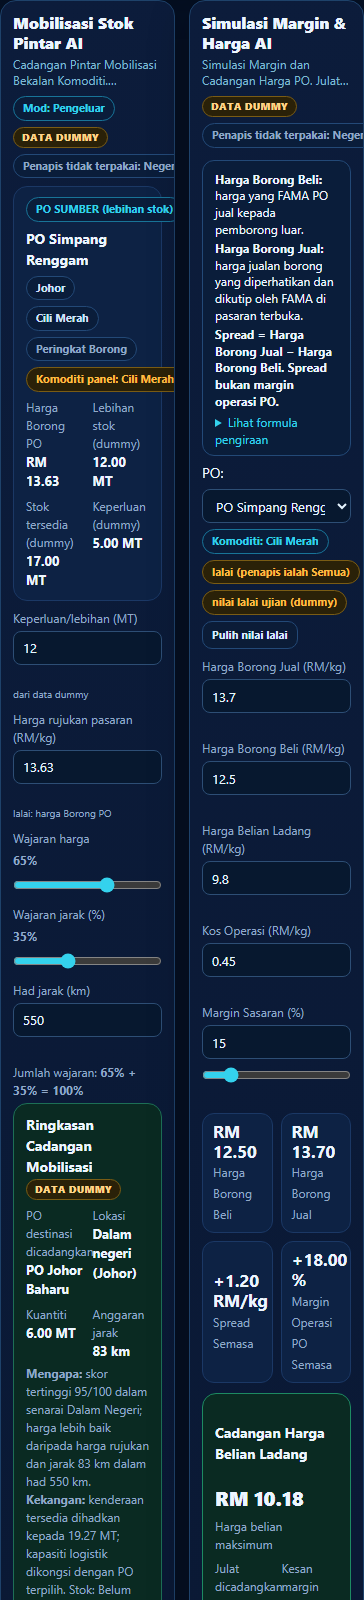 Mobilisasi Stok
Pintar AI
Cadangan Pintar Mobilisasi
Bekalan Komoditi....
Mod: Pengeluar
DATA DUMMY
Penapis tidak terpakai: Neger
PO SUMBER (lebihan stok)
PO Simpang
Renggam
Johor
Cili Merah
Peringkat Borong
Komoditi panel: Cili Merah
Harga
Borong
PO
RM
13.63
Lebihan
stok
(dummy)
12.00
MT
Stok
tersedia
(dummy)
17.00
MT
Keperluan
(dummy)
5.00 MT
Keperluan/lebihan (MT)
12
dari data dummy
Harga rujukan pasaran
(RM/kg)
13.63
lalai: harga Borong PO
Wajaran harga
65%
Wajaran jarak (%)
35%
Had jarak (km)
550
Jumlah wajaran: 65% +
35% = 100%
Ringkasan
Cadangan
Mobilisasi
DATA DUMMY
PO
destinasi
dicadangkan
PO Johor
Baharu
Lokasi
Dalam
negeri
(Johor)
Kuantiti
6.00 MT
Anggaran
jarak
83 km
Mengapa: skor
tertinggi 95/100 dalam
senarai Dalam Negeri;
harga lebih baik
daripada harga rujukan
dan jarak 83 km dalam
had 550 km.
Kekangan: kenderaan
tersedia dihadkan
kepada 19.27 MT;
kapasiti logistik
dikongsi dengan PO
terpilih. Stok: Belum
Simulasi Margin &
Harga AI
Simulasi Margin dan
Cadangan Harga PO. Julat...
DATA DUMMY
Penapis tidak terpakai: Neger
Harga Borong Beli:
harga yang FAMA PO
jual kepada
pemborong luar.
Harga Borong Jual:
harga jualan borong
yang diperhatikan dan
dikutip oleh FAMA di
pasaran terbuka.
Spread = Harga
Borong Jual − Harga
Borong Beli. Spread
bukan margin
operasi PO.
▶ Lihat formula
pengiraan
PO:
PO Simpang Rengg
Komoditi: Cili Merah
lalai (penapis ialah Semua)
nilai lalai ujian (dummy)
Pulih nilai lalai
Harga Borong Jual (RM/kg)
13.7
Harga Borong Beli (RM/kg)
12.5
Harga Belian Ladang
(RM/kg)
9.8
Kos Operasi (RM/kg)
0.45
Margin Sasaran (%)
15
RM
12.50
Harga
Borong
Beli
RM
13.70
Harga
Borong
Jual
+1.20
RM/kg
Spread
Semasa
+18.00
%
Margin
Operasi
PO
Semasa
Cadangan Harga
Belian Ladang
RM 10.18
Harga belian
maksimum
Julat
dicadangkan
Kesan
margin